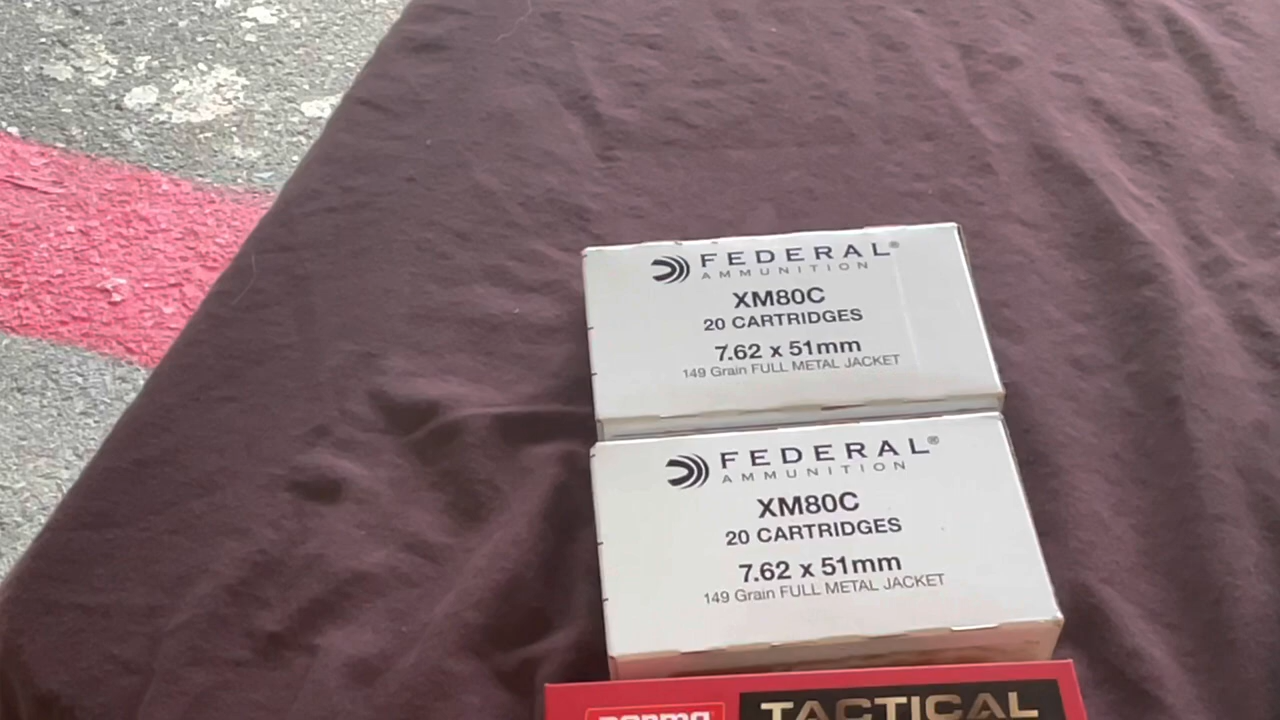 FEDERAL®
AMMUNITION
XM80C
20 CARTRIDGES
7.62 x 51mm
149 Grain FULL METAL JACKET
FEDERAL®
AMMUNITION
XM80C
20 CARTRIDGES
7.62 x 51mm
149 Grain FULL METAL JACKET
norma TACTICAL